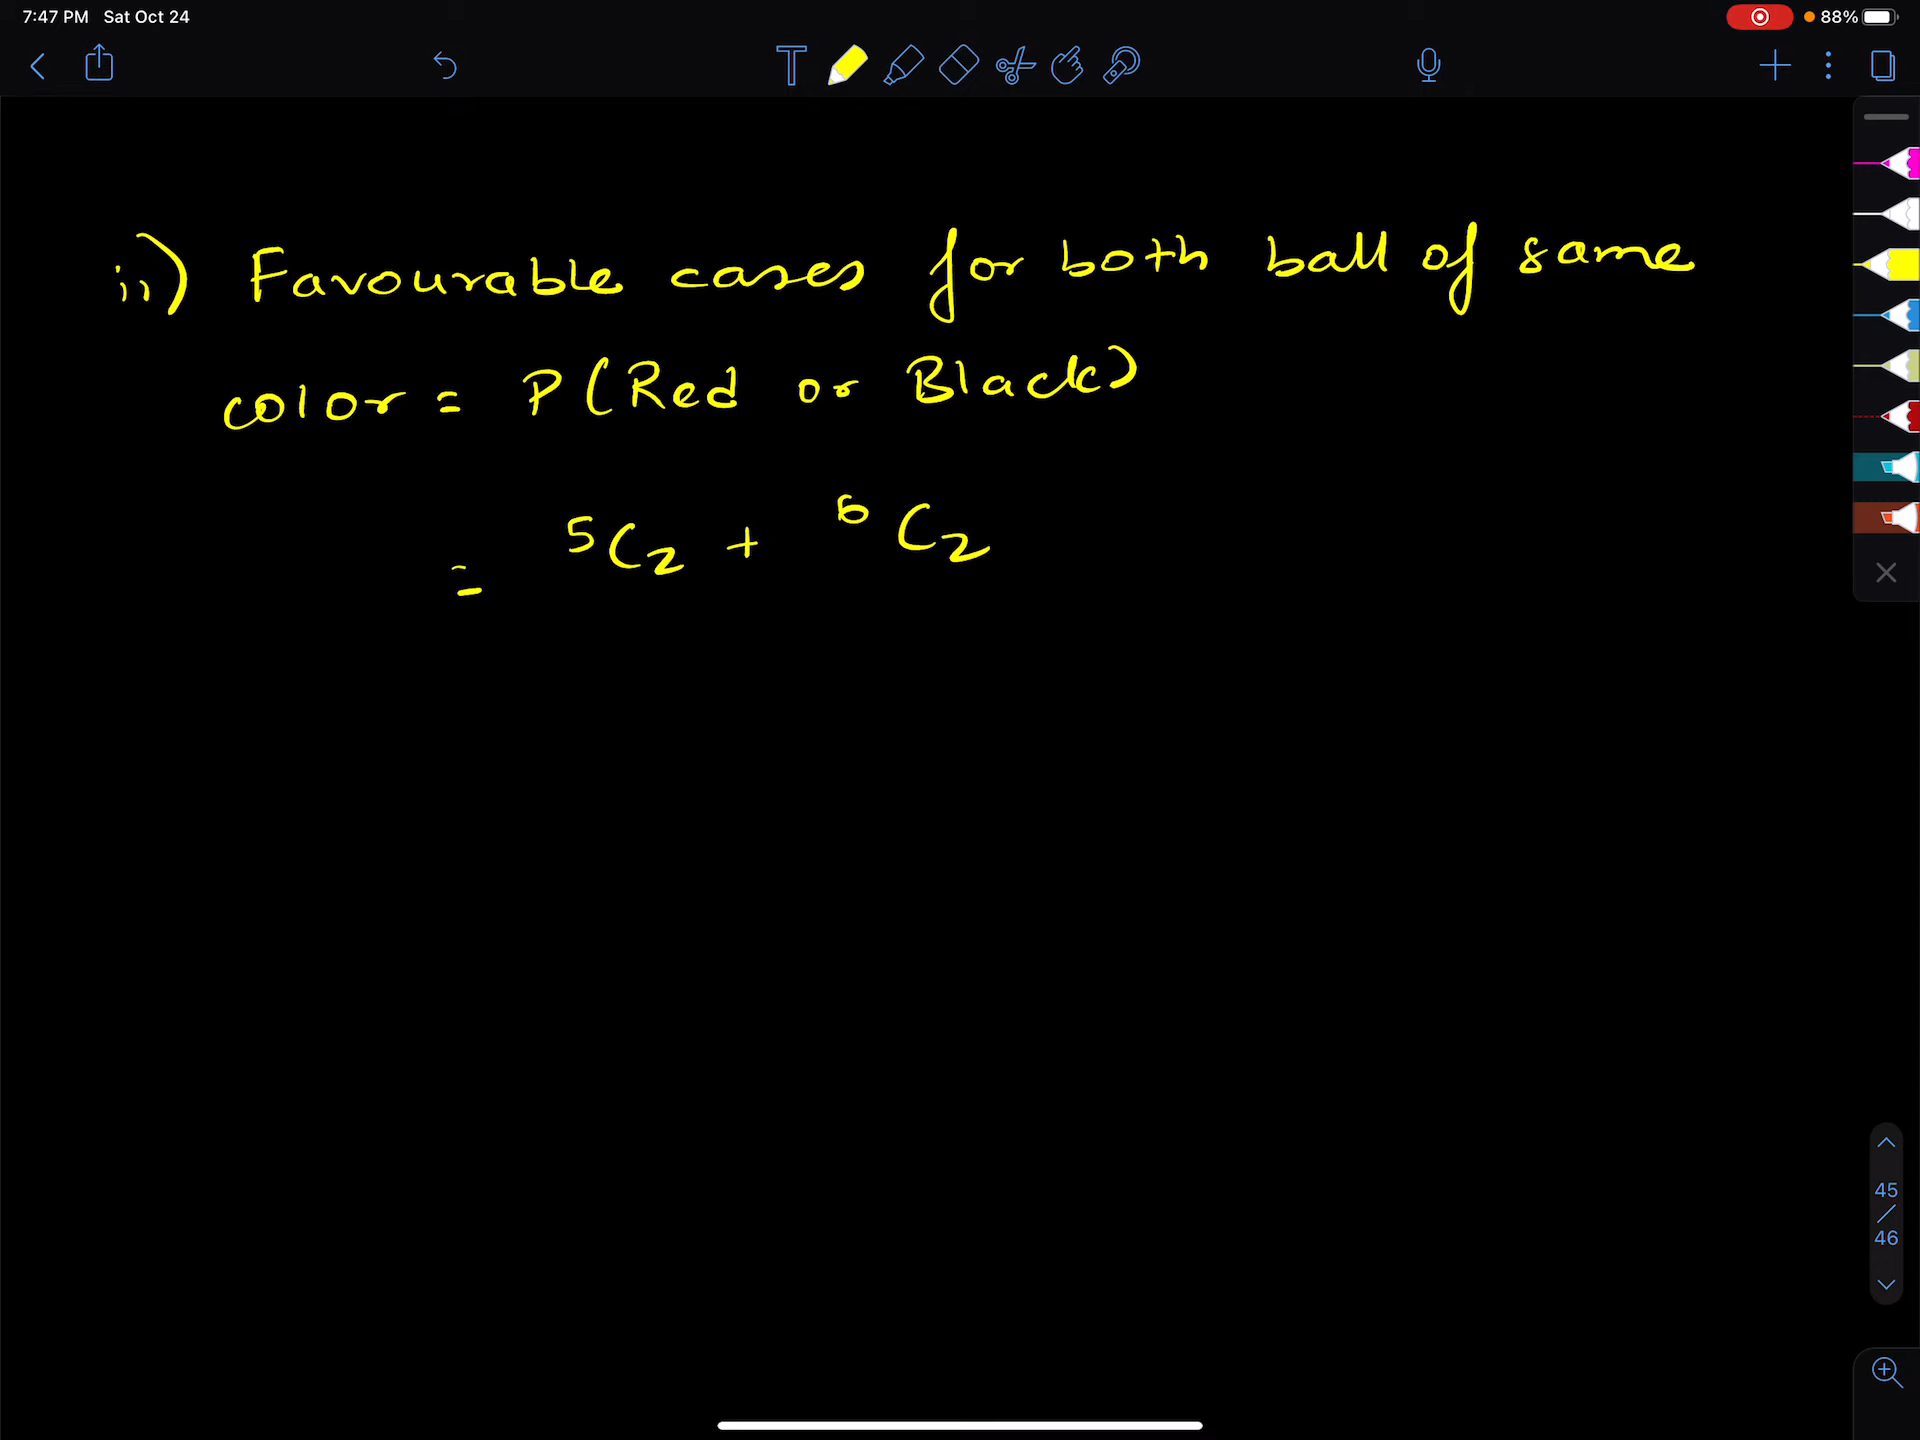 7:47 PM Sat Oct 24
88%
ii) Favourable cases for both ball of same
color = P(Red or Black)
= ⁵C₂ + ⁶C₂
45
/
46